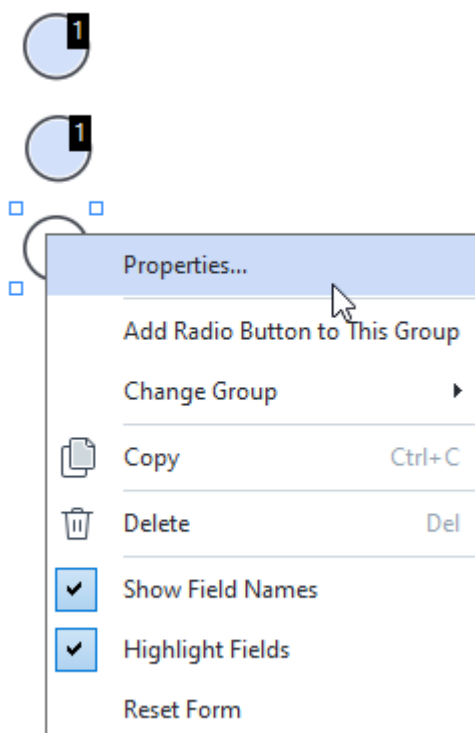 1
1
Properties...
Add Radio Button to This Group
Change Group
Copy Ctrl+C
Delete Del
Show Field Names
Highlight Fields
Reset Form